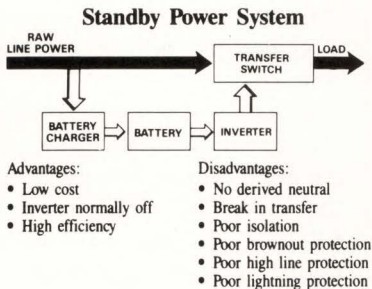 Standby Power System
RAW
LINE POWER
TRANSFER
SWITCH
LOAD
BATTERY
CHARGER
BATTERY
INVERTER
Advantages:
• Low cost
• Inverter normally off
• High efficiency
Disadvantages:
• No derived neutral
• Break in transfer
• Poor isolation
• Poor brownout protection
• Poor high line protection
• Poor lightning protection